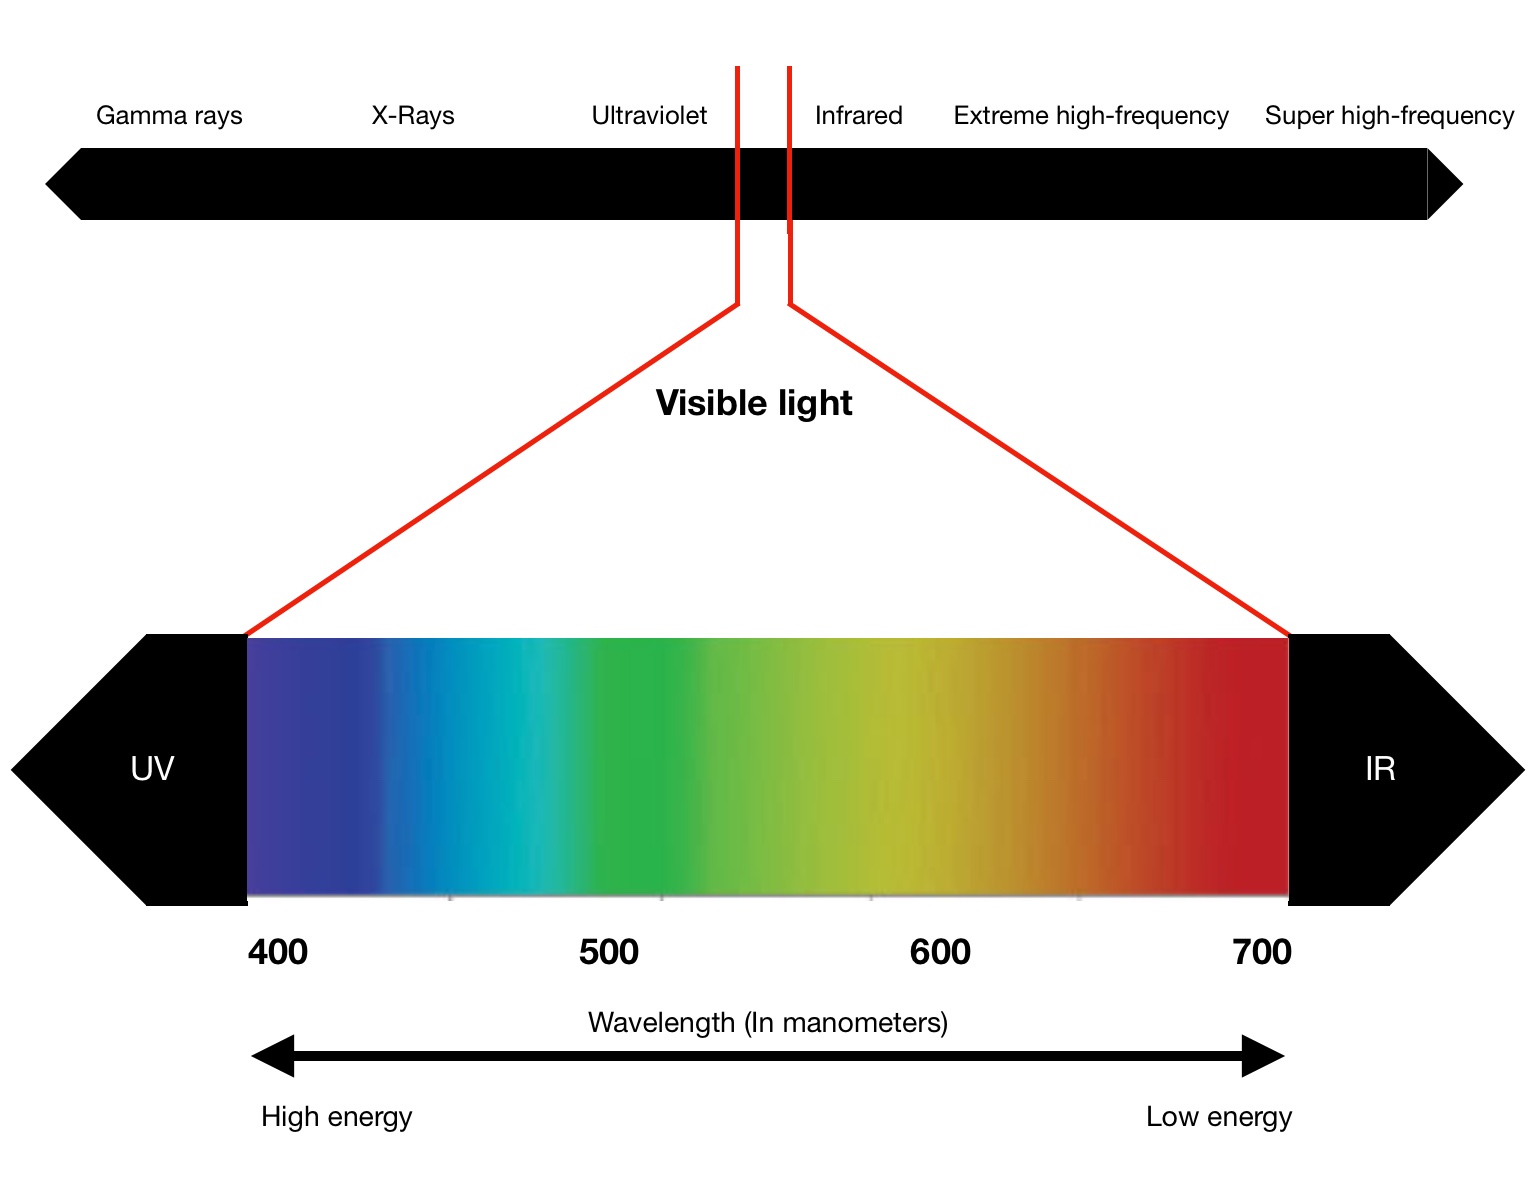 Gamma rays X-Rays Ultraviolet Infrared Extreme high-frequency Super high-frequency
Visible light
UV IR
400 500 600 700
Wavelength (In manometers)
High energy Low energy